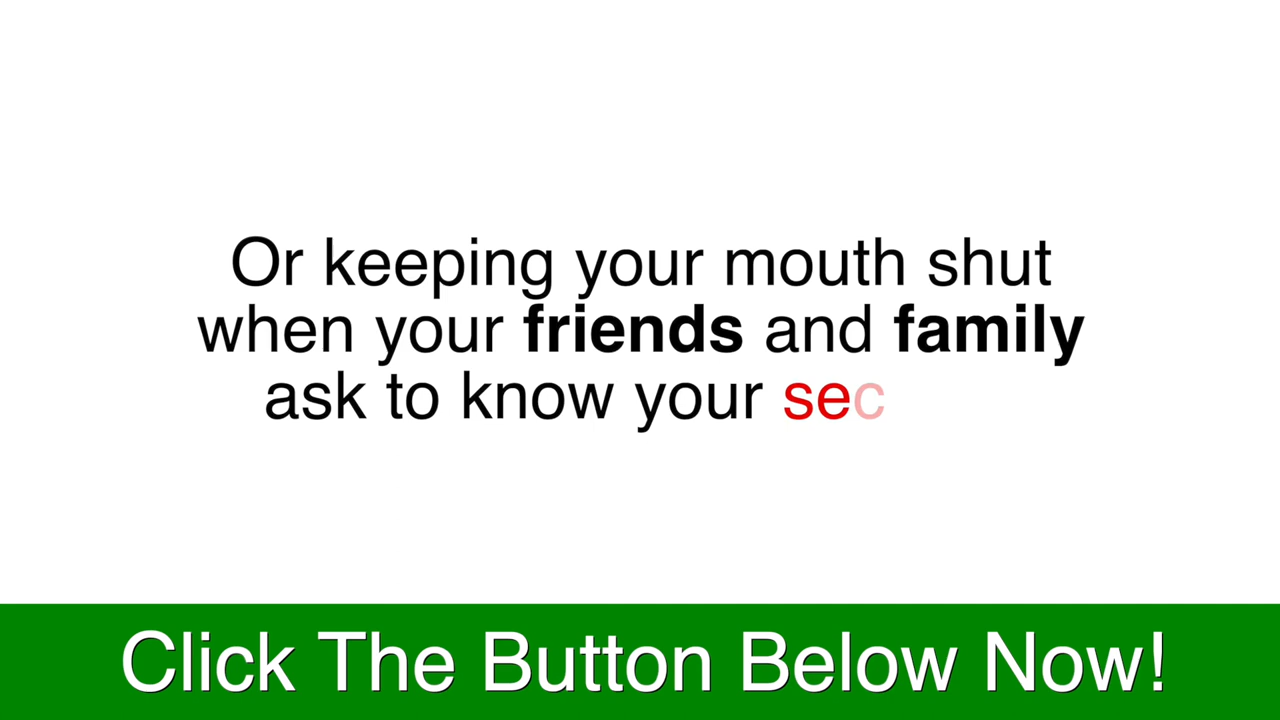 Or keeping your mouth shut
when your friends and family
ask to know your sec
Click The Button Below Now!